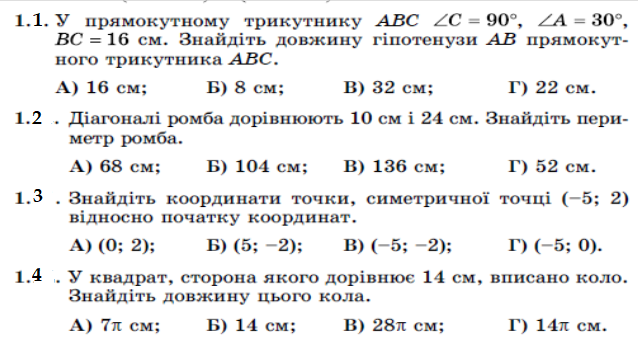 1.1. У прямокутному трикутнику ABC ∠C = 90°, ∠A = 30°,
BC = 16 см. Знайдіть довжину гіпотенузи AB прямокут-
ного трикутника ABC.
А) 16 см; Б) 8 см; В) 32 см; Г) 22 см.
1.2 . Діагоналі ромба дорівнюють 10 см і 24 см. Знайдіть пери-
метр ромба.
А) 68 см; Б) 104 см; В) 136 см; Г) 52 см.
1.3 . Знайдіть координати точки, симетричної точці (−5; 2)
відносно початку координат.
А) (0; 2); Б) (5; −2); В) (−5; −2); Г) (−5; 0).
1.4 . У квадрат, сторона якого дорівнює 14 см, вписано коло.
Знайдіть довжину цього кола.
А) 7π см; Б) 14 см; В) 28π см; Г) 14π см.